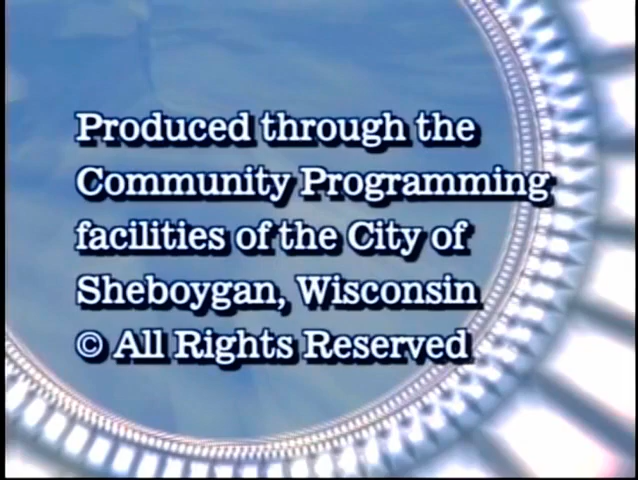 Produced through the
Community Programming
facilities of the City of
Sheboygan, Wisconsin
© All Rights Reserved